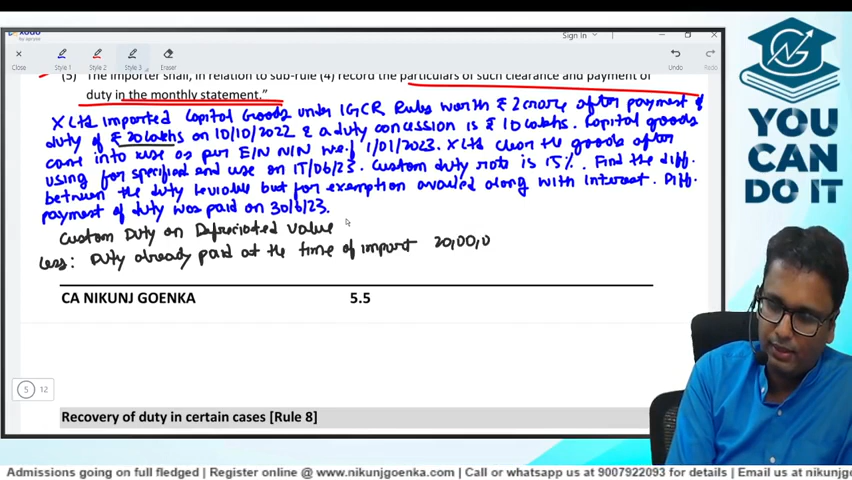 Sign In
Close
Style 1
Style 2
Style 3
Eraser
Undo
Redo
(5) The importer shall, in relation to sub-rule (4) record the particulars of such clearance and payment of
duty in the monthly statement."
X Ltd imported Capital Goods under IGCR Rules worth ₹ 2 crore after payment of
duty of ₹ 20 Lakhs on 10/10/2022 & a duty concession is ₹ 10 Lakhs. Capital goods
came into use as per E/N N/N w.e.f 1/01/2023. X Ltd clear the goods after
using for specified end use on 15/06/23. Custom duty rate is 15%. Find the diff.
between the duty leviable but for exemption availed along with interest. Diff.
payment of duty was paid on 30/6/23.
Custom Duty on Depreciated Value
Less: Duty already paid at the time of import 20,00,0
CA NIKUNJ GOENKA 5.5
5 12
Recovery of duty in certain cases [Rule 8]
NG
YOU
CAN
DO IT
Admissions going on full fledged | Register online @ www.nikunjgoenka.com | Call or whatsapp us at 9007922093 for details | Email us at nikunjgo